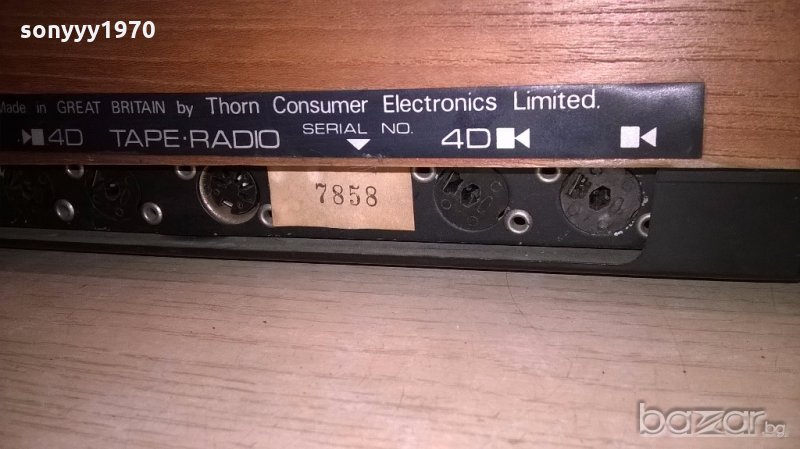 sonyyy1970
Made in GREAT BRITAIN by Thorn Consumer Electronics Limited.
4D TAPE·RADIO SERIAL NO. 4D
7858
bazar.bg